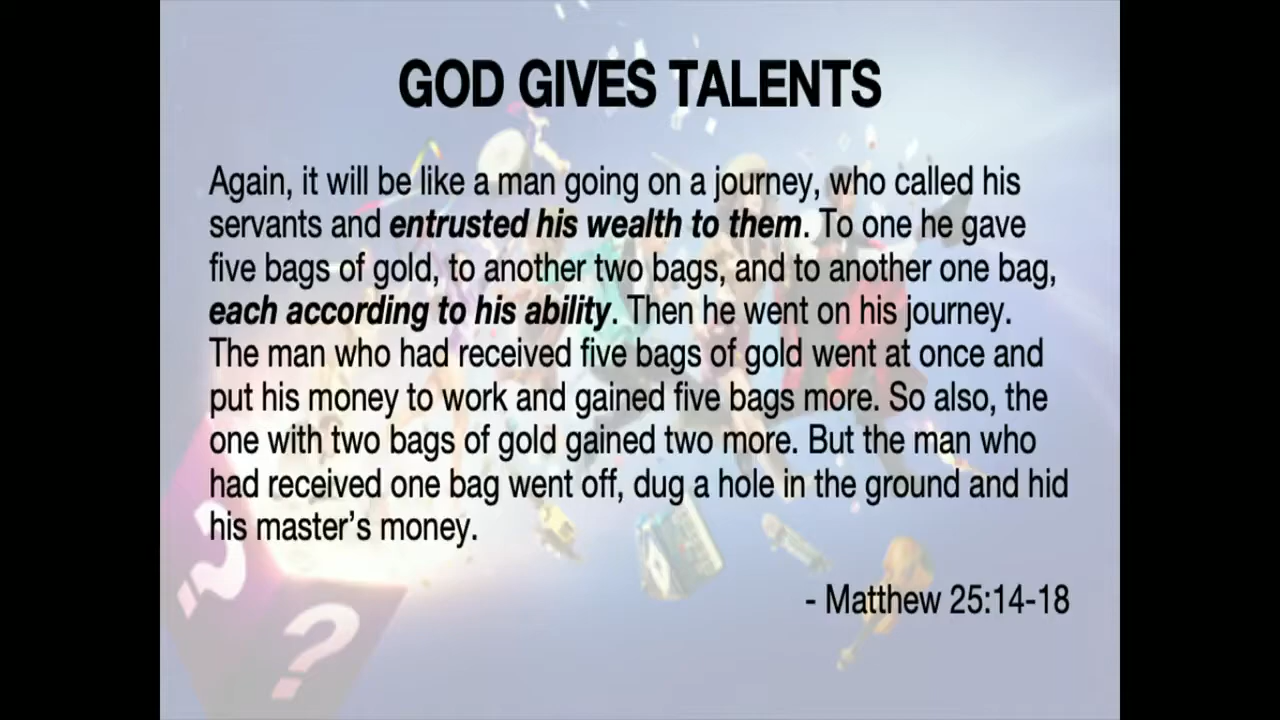 GOD GIVES TALENTS
Again, it will be like a man going on a journey, who called his
servants and entrusted his wealth to them. To one he gave
five bags of gold, to another two bags, and to another one bag,
each according to his ability. Then he went on his journey.
The man who had received five bags of gold went at once and
put his money to work and gained five bags more. So also, the
one with two bags of gold gained two more. But the man who
had received one bag went off, dug a hole in the ground and hid
his master’s money.
- Matthew 25:14-18
?
?